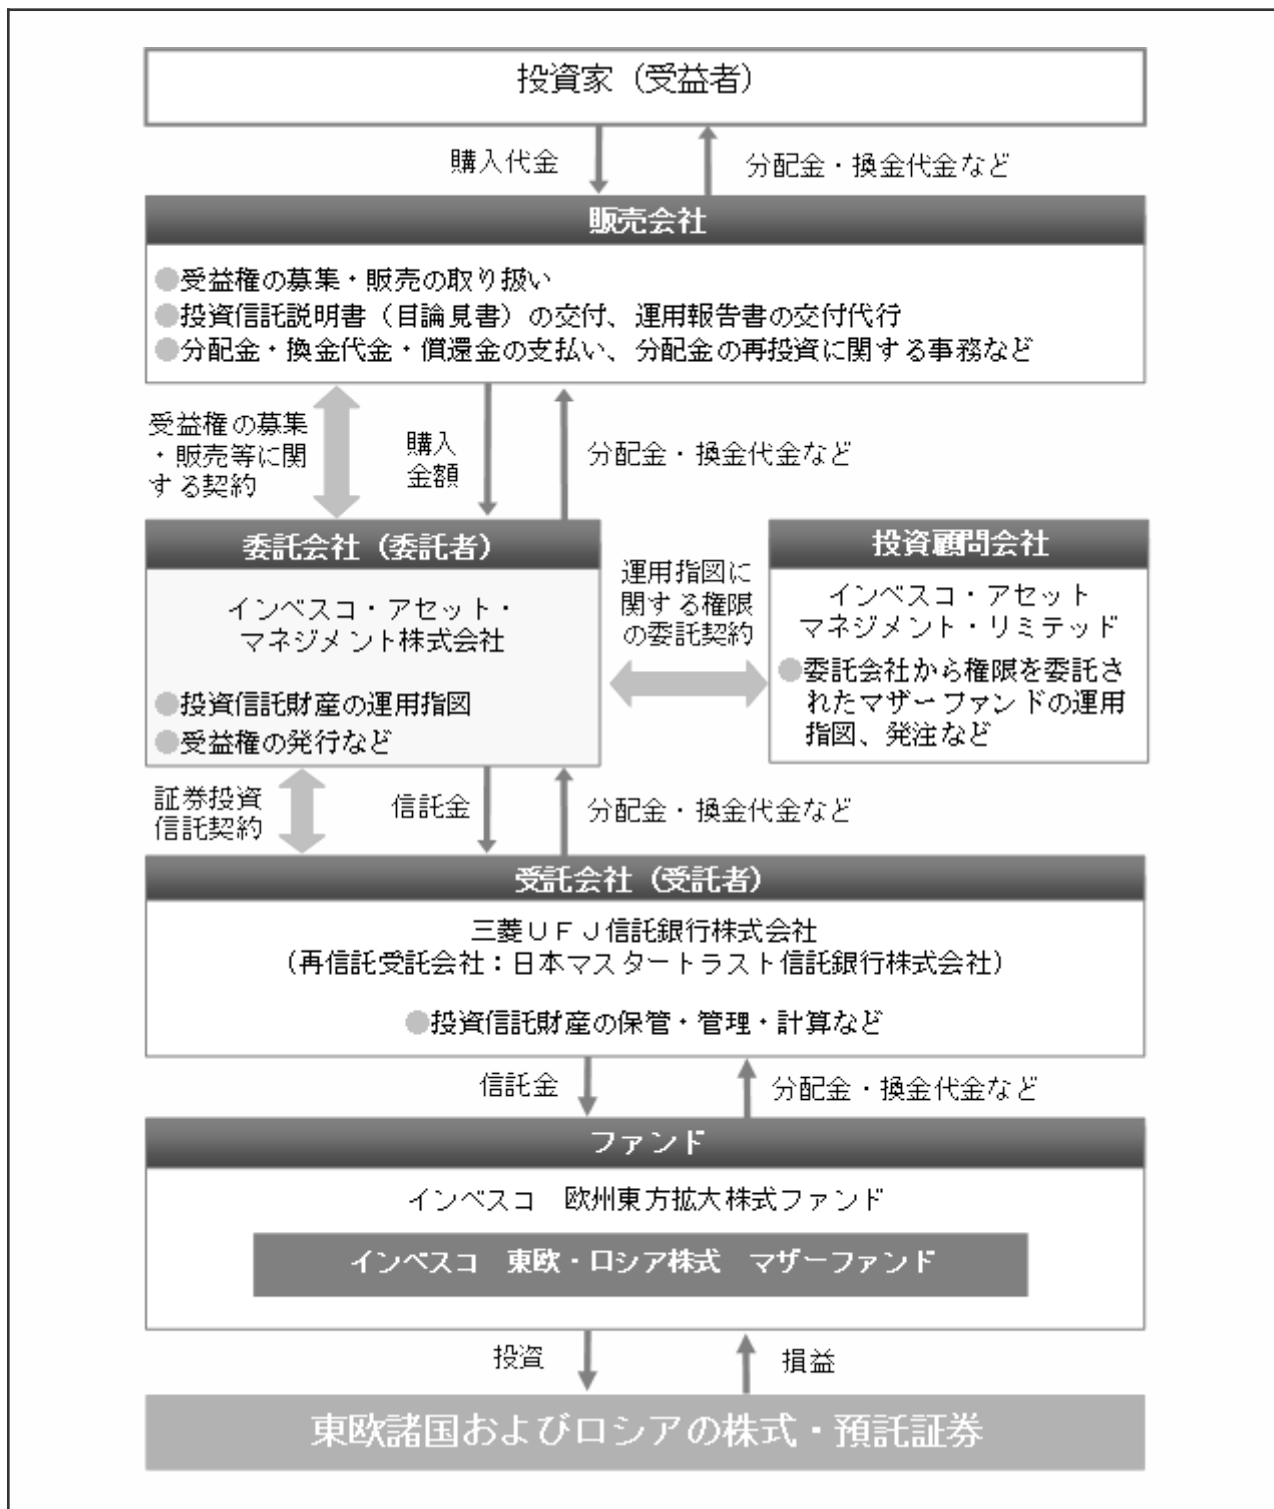 投資家（受益者）
購入代金
分配金・換金代金など
販売会社
●受益権の募集・販売の取り扱い
●投資信託説明書（目論見書）の交付、運用報告書の交付代行
●分配金・換金代金・償還金の支払い、分配金の再投資に関する事務など
受益権の募集
・販売等に関
する契約
購入
金額
分配金・換金代金など
委託会社（委託者）
インベスコ・アセット・
マネジメント株式会社
●投資信託財産の運用指図
●受益権の発行など
運用指図に
関する権限
の委託契約
投資顧問会社
インベスコ・アセット
マネジメント・リミテッド
●委託会社から権限を委託さ
れたマザーファンドの運用
指図、発注など
証券投資
信託契約
信託金
分配金・換金代金など
受託会社（受託者）
三菱ＵＦＪ信託銀行株式会社
（再信託受託会社：日本マスタートラスト信託銀行株式会社）
●投資信託財産の保管・管理・計算など
信託金
分配金・換金代金など
ファンド
インベスコ　欧州東方拡大株式ファンド
インベスコ　東欧・ロシア株式　マザーファンド
投資
損益
東欧諸国およびロシアの株式・預託証券